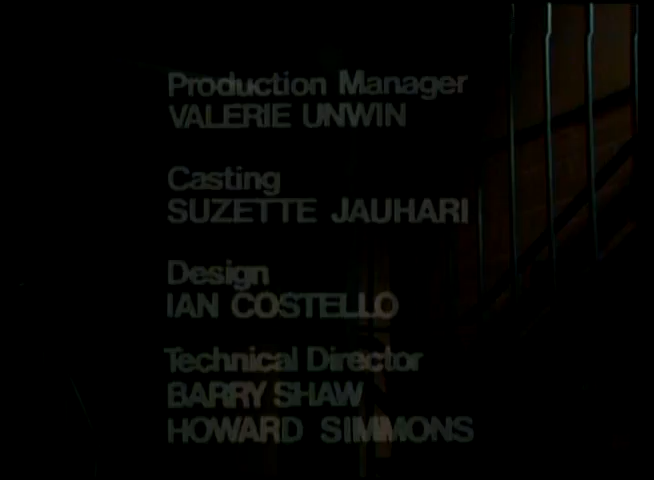 Production Manager
VALERIE UNWIN
Casting
SUZETTE JAUHARI
Design
IAN COSTELLO
Technical Director
BARRY SHAW
HOWARD SIMMONS